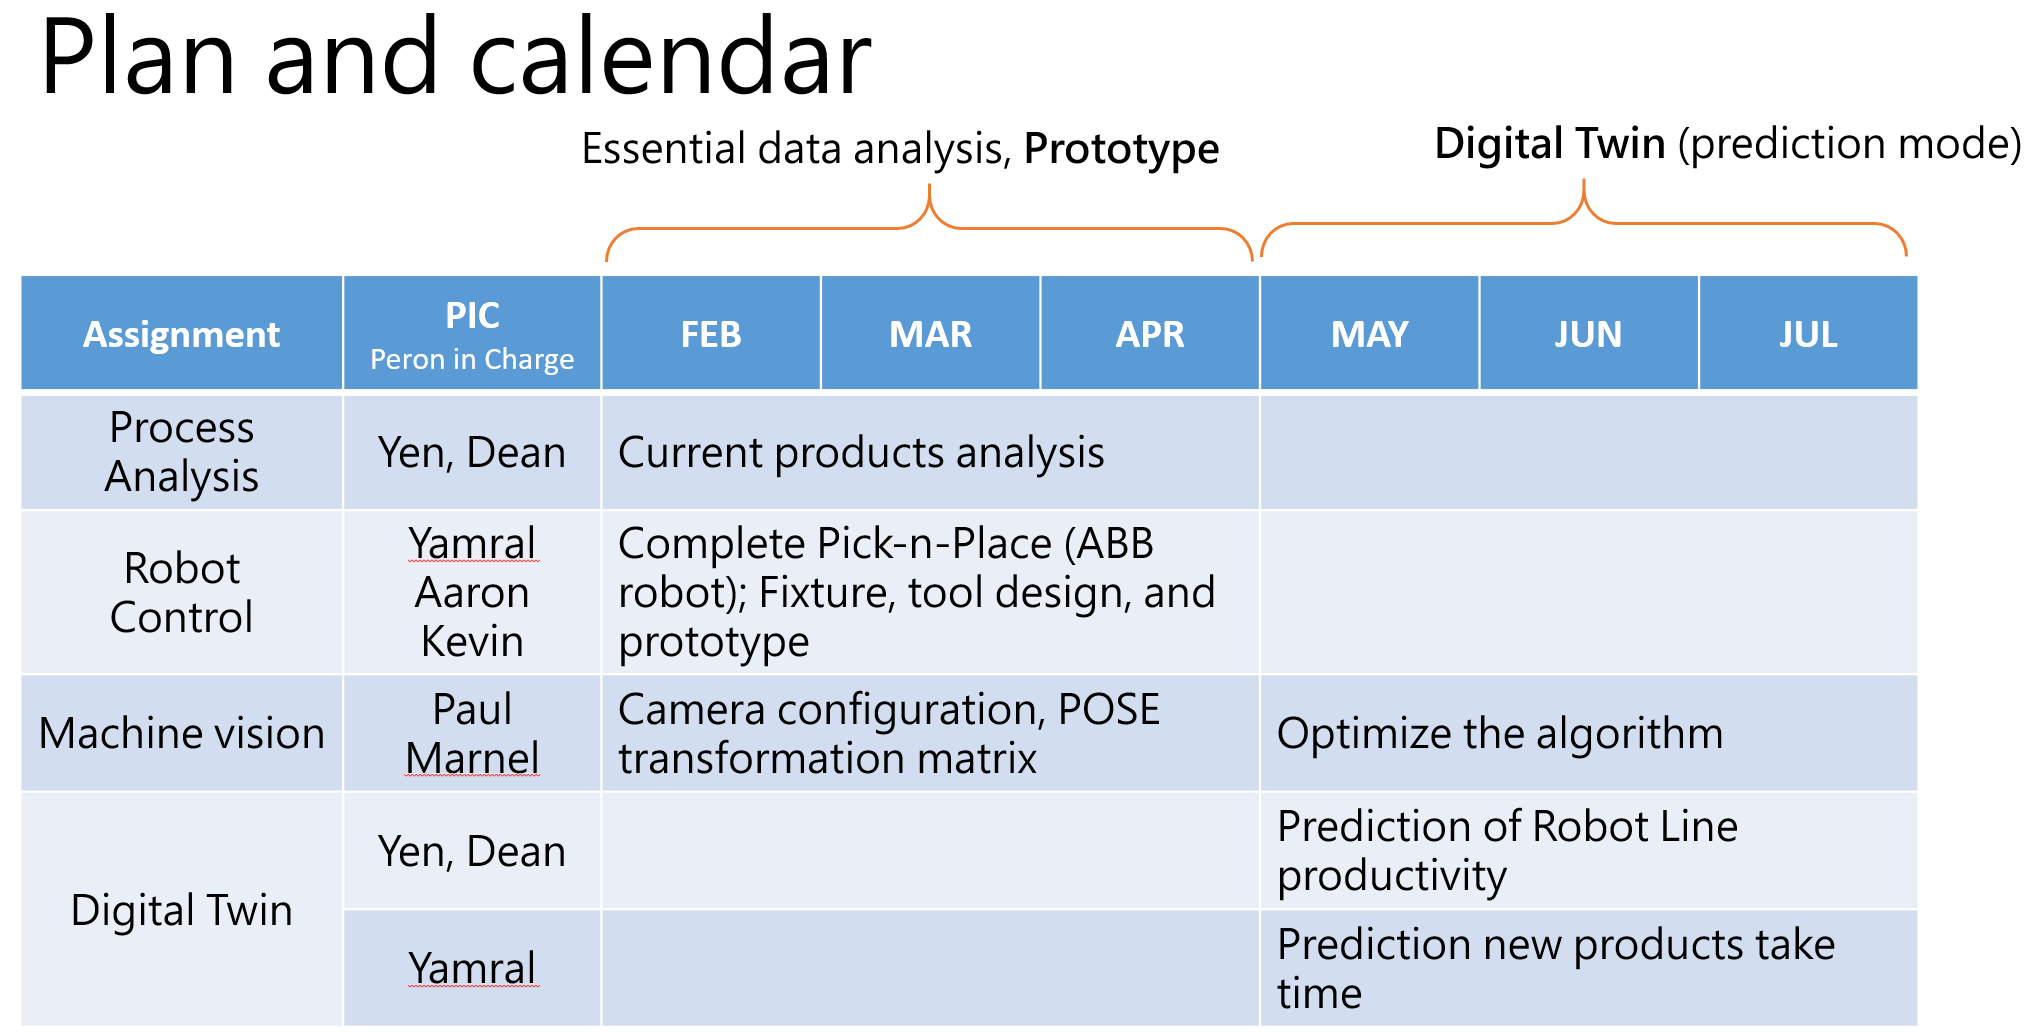 Plan and calendar
Essential data analysis, Prototype
Digital Twin (prediction mode)
Assignment
PIC
Peron in Charge
FEB
MAR
APR
MAY
JUN
JUL
Process
Analysis
Yen, Dean
Current products analysis
Robot
Control
Yamral
Aaron
Kevin
Complete Pick-n-Place (ABB
robot); Fixture, tool design, and
prototype
Machine vision
Paul
Marnel
Camera configuration, POSE
transformation matrix
Optimize the algorithm
Digital Twin
Yen, Dean
Prediction of Robot Line
productivity
Yamral
Prediction new products take
time